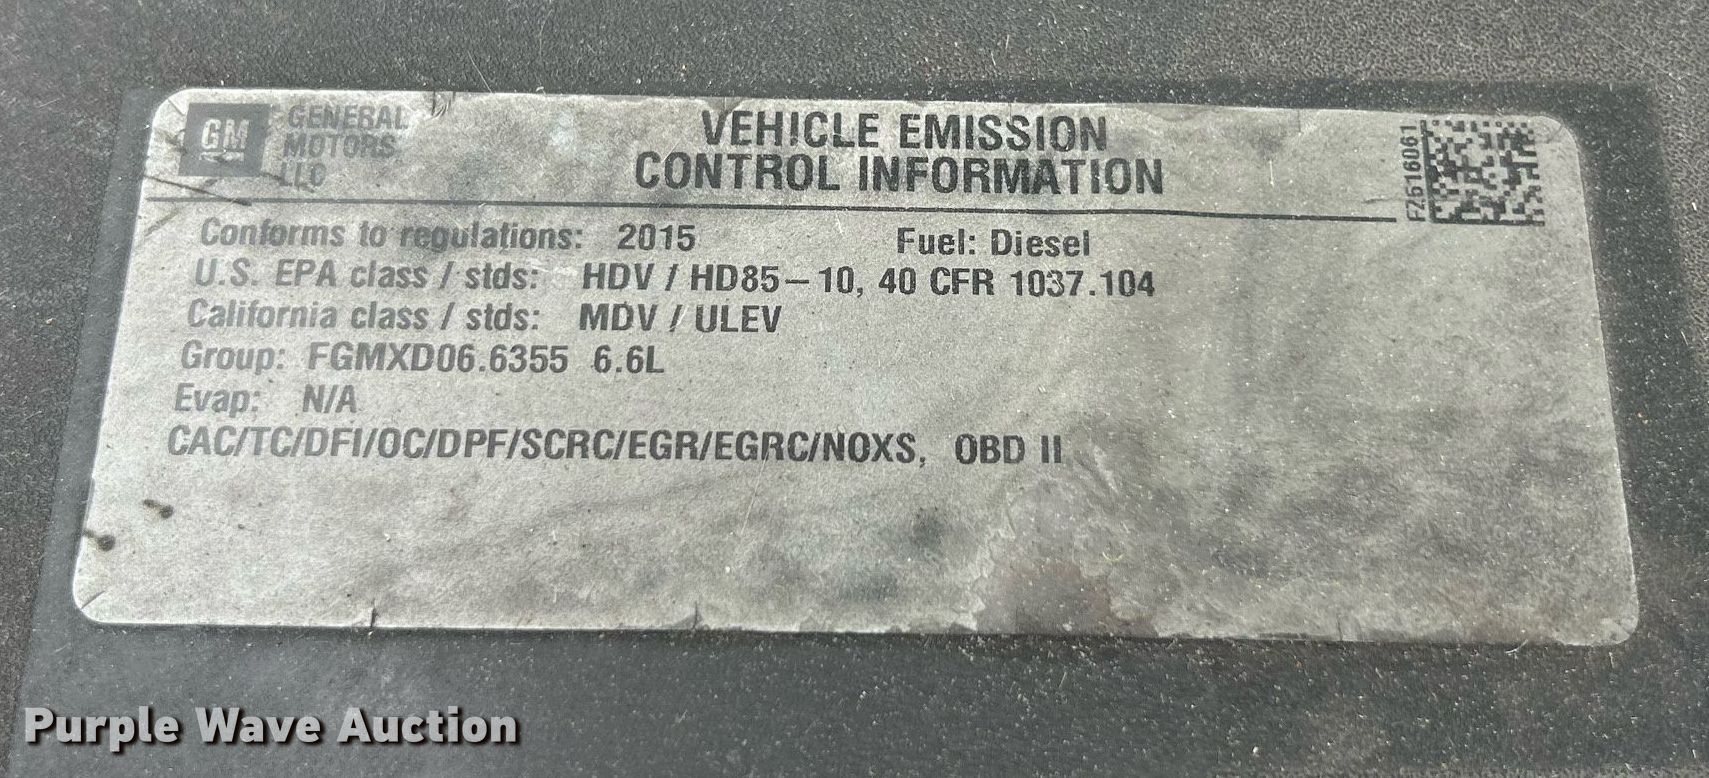 GM
GENERAL
MOTORS
LLC
VEHICLE EMISSION
CONTROL INFORMATION
FZ616061
Conforms to regulations: 2015 Fuel: Diesel
U.S. EPA class / stds: HDV / HD85-10, 40 CFR 1037.104
California class / stds: MDV / ULEV
Group: FGMXD06.6355 6.6L
Evap: N/A
CAC/TC/DFI/OC/DPF/SCRC/EGR/EGRC/NOXS, OBD II
Purple Wave Auction